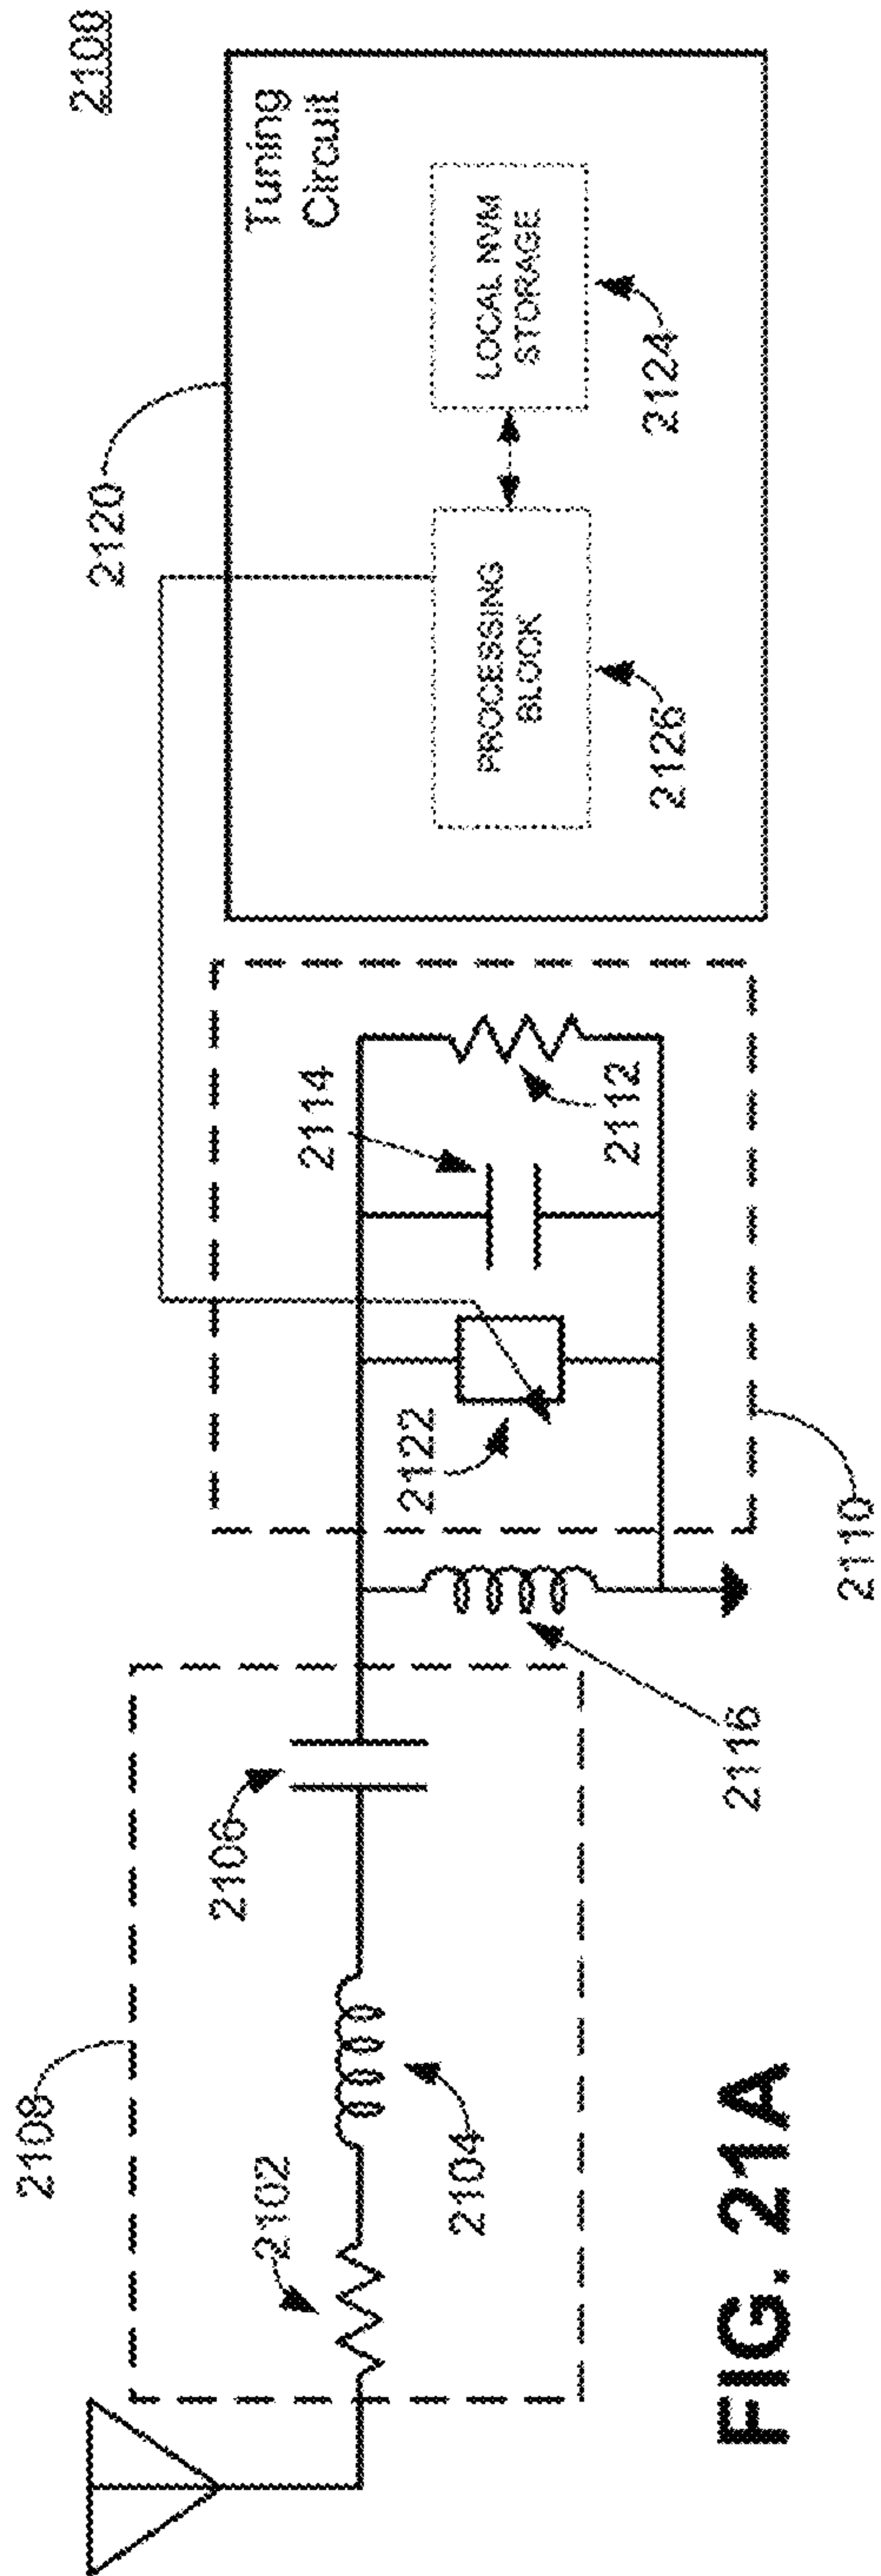 2100
2120
Tuning
Circuit
PROCESSING
BLOCK
LOCAL NVM
STORAGE
2126
2124
2108
2106
2114
2122
2112
2102
2104
2116
2110
FIG. 21A